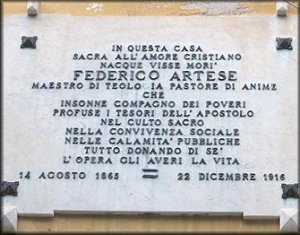 IN QUESTA CASA
SACRA ALL'AMORE CRISTIANO
NACQUE VISSE MORI'
FEDERICO ARTESE
MAESTRO DI TEOLO IA PASTORE DI ANIME
CHE
INSONNE COMPAGNO DEI POVERI
PROFUSE I TESORI DELL'APOSTOLO
NEL CULTO SACRO
NELLA CONVIVENZA SOCIALE
NELLE CALAMITA' PUBBLICHE
TUTTO DONANDO DI SE'
L'OPERA GLI AVERI LA VITA
14 AGOSTO 1865 = 22 DICEMBRE 1916